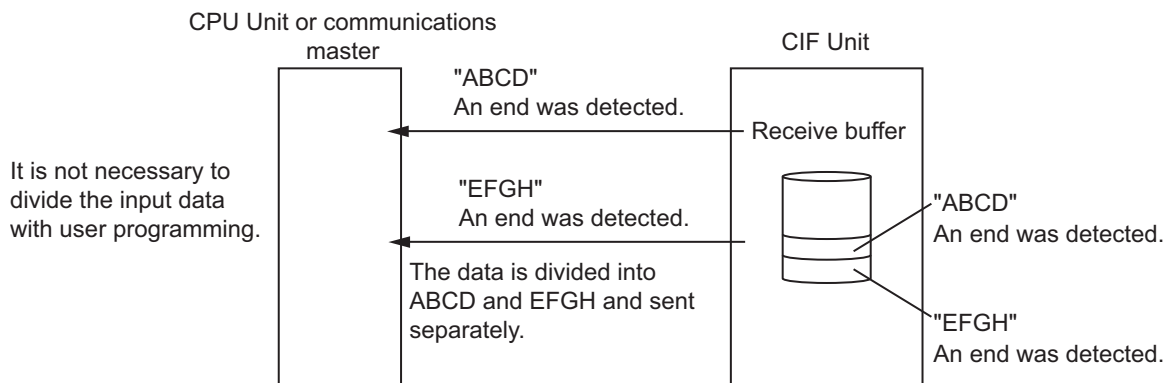 CPU Unit or communications
master
CIF Unit
"ABCD"
An end was detected.
Receive buffer
It is not necessary to
divide the input data
with user programming.
"EFGH"
An end was detected.
"ABCD"
An end was detected.
The data is divided into
ABCD and EFGH and sent
separately.
"EFGH"
An end was detected.